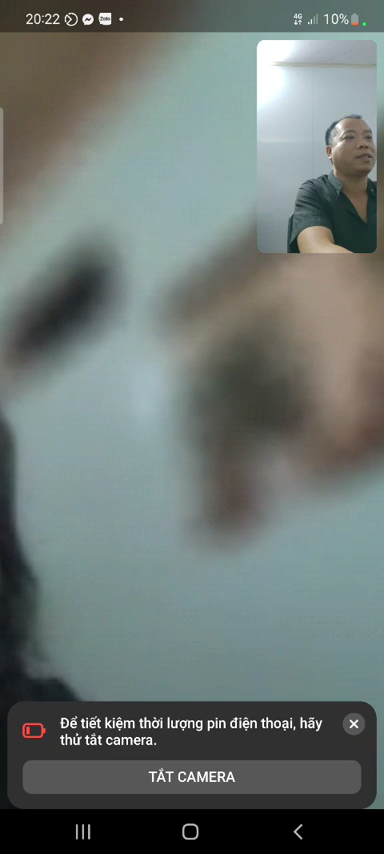 20:22 Zalo 4G 10%
Để tiết kiệm thời lượng pin điện thoại, hãy
thử tắt camera.
TẮT CAMERA